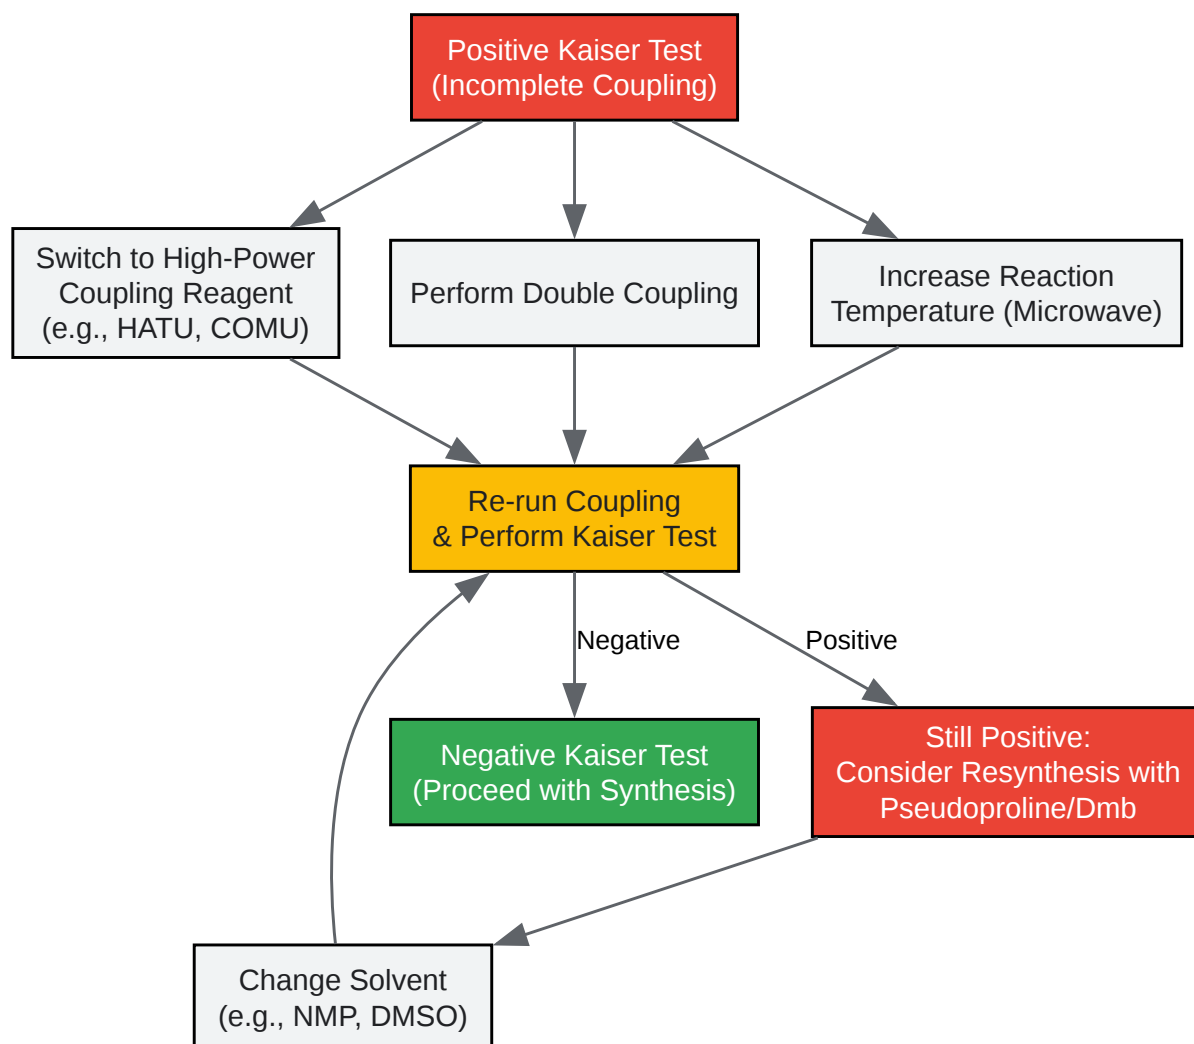 Positive Kaiser Test
(Incomplete Coupling)
Switch to High-Power
Coupling Reagent
(e.g., HATU, COMU)
Perform Double Coupling
Increase Reaction
Temperature (Microwave)
Re-run Coupling
& Perform Kaiser Test
Negative
Positive
Negative Kaiser Test
(Proceed with Synthesis)
Still Positive:
Consider Resynthesis with
Pseudoproline/Dmb
Change Solvent
(e.g., NMP, DMSO)